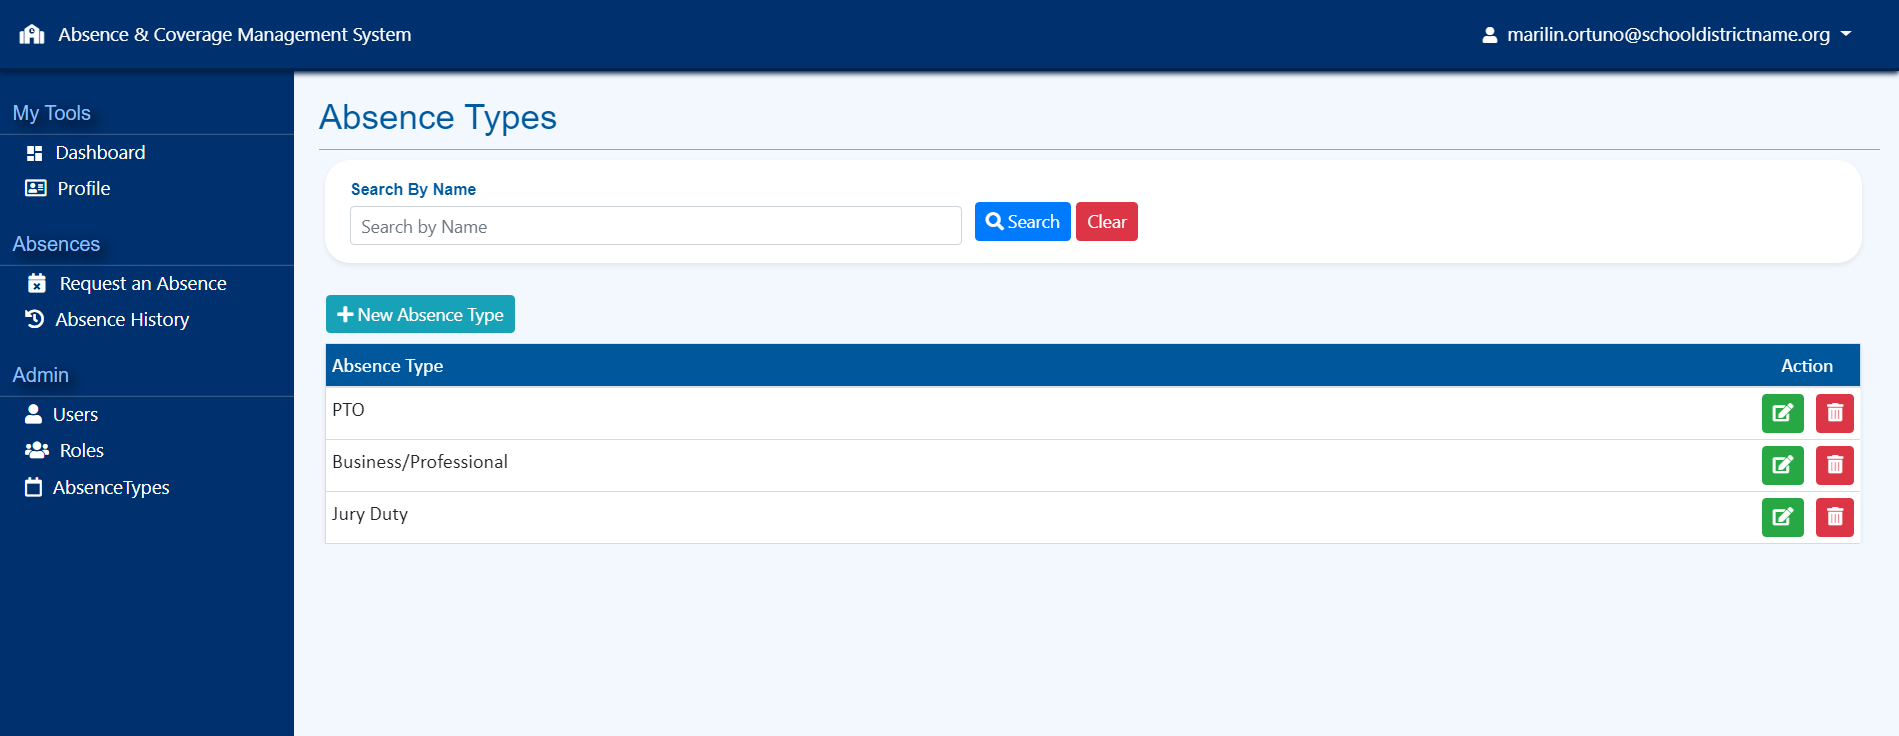 Absence & Coverage Management System
marilin.ortuno@schooldistrictname.org
My Tools
Dashboard
Profile
Absences
Request an Absence
Absence History
Admin
Users
Roles
AbsenceTypes
Absence Types
Search By Name
Search by Name
Search
Clear
New Absence Type
Absence Type Action
PTO
Business/Professional
Jury Duty